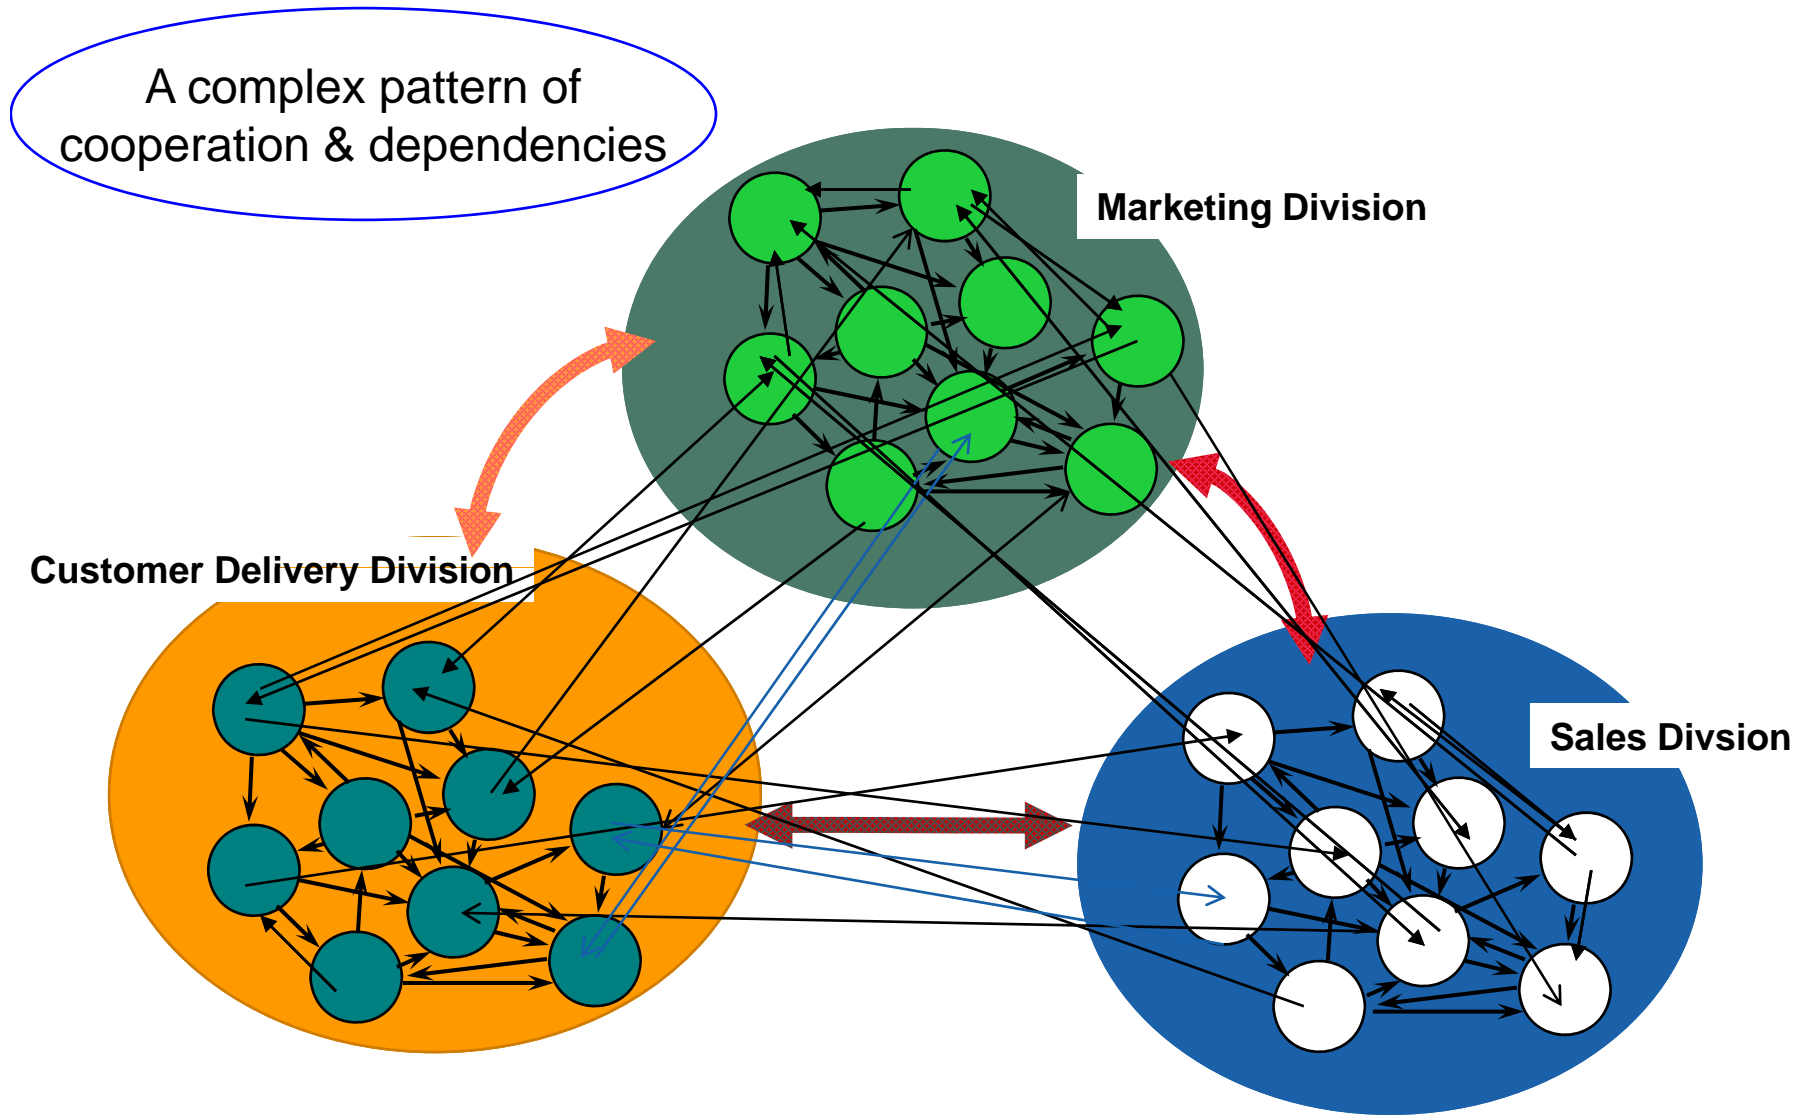 A complex pattern of
cooperation & dependencies
Marketing Division
Customer Delivery Division
Sales Divsion